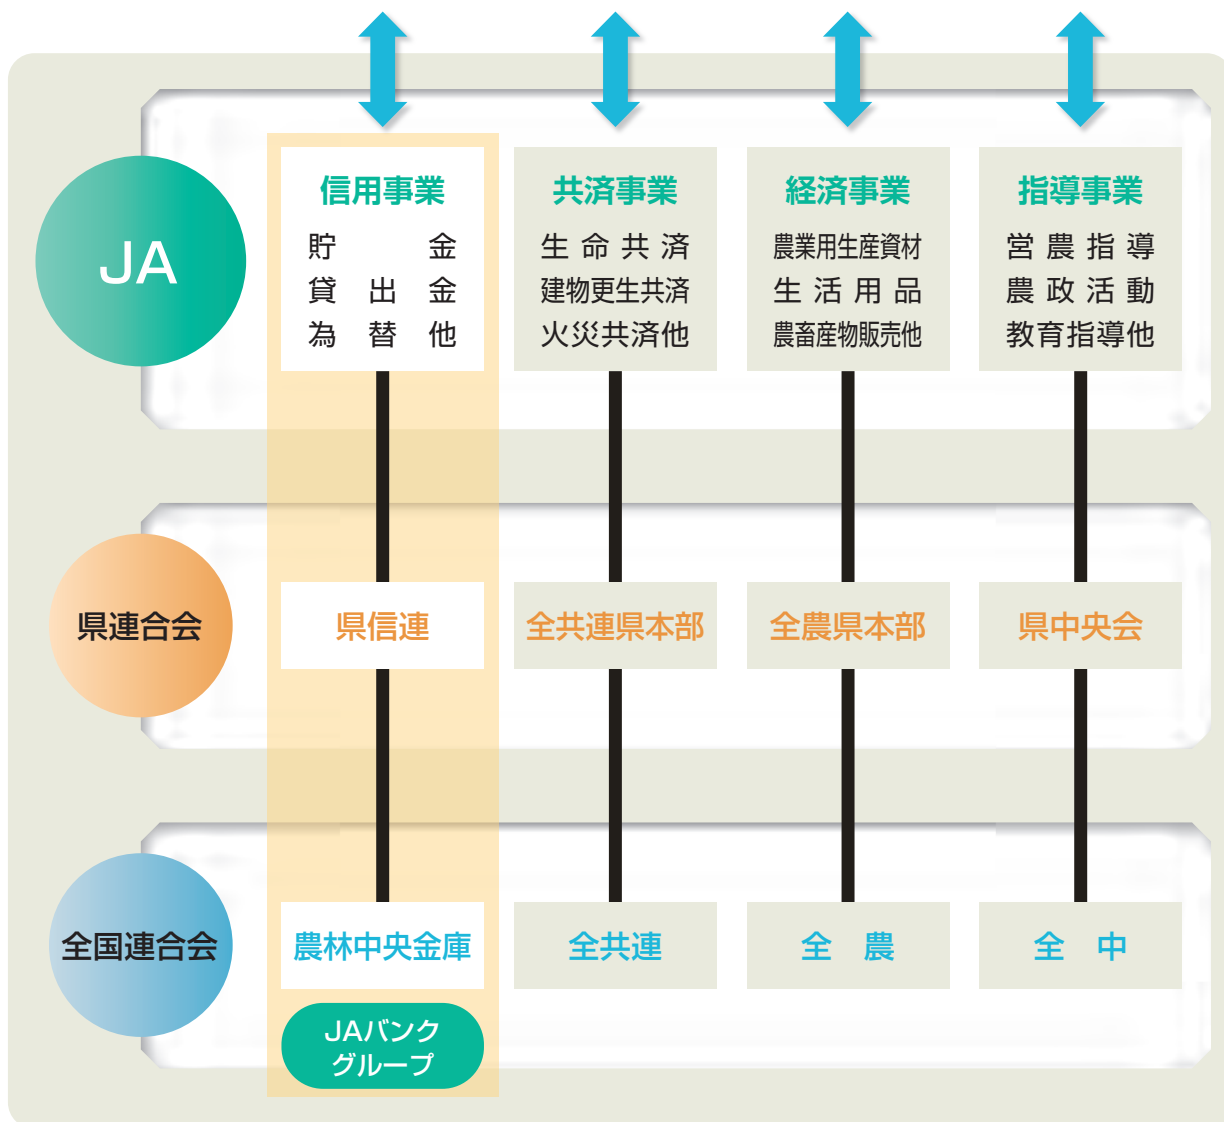 JA
信用事業
貯金
貸出金
為替他
共済事業
生命共済
建物更生共済
火災共済他
経済事業
農業用生産資材
生活用品
農畜産物販売他
指導事業
営農指導
農政活動
教育指導他
県連合会
県信連
全共連県本部
全農県本部
県中央会
全国連合会
農林中央金庫
全共連
全農
全中
JAバンク
グループ